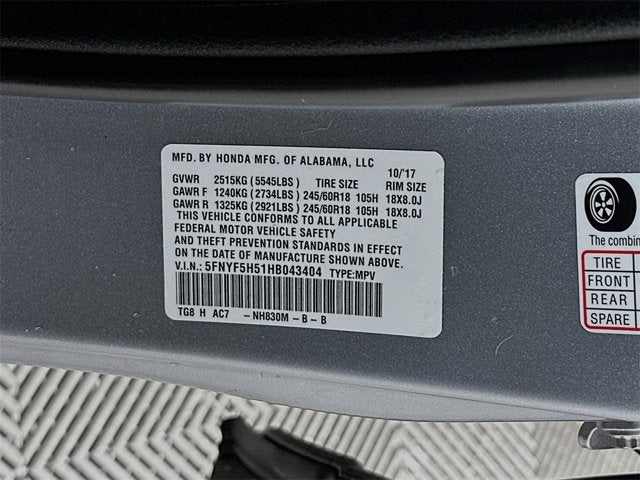 MFD. BY HONDA MFG. OF ALABAMA, LLC 10/'17
GVWR 2515KG (5545LBS) TIRE SIZE RIM SIZE
GAWR F 1240KG (2734LBS) 245/60R18 105H 18X8.0J
GAWR R 1325KG (2921LBS) 245/60R18 105H 18X8.0J
THIS VEHICLE CONFORMS TO ALL APPLICABLE
FEDERAL MOTOR VEHICLE SAFETY
AND THEFT PREVENTION STANDARDS IN EFFECT
ON THE DATE OF MANUFACTURE SHOWN ABOVE.
V.I.N.: 5FNYF5H51HB043404 TYPE:MPV
TG8 H AC7 -NH830M - B - B
The combin
TIRE
FRONT
REAR
SPARE